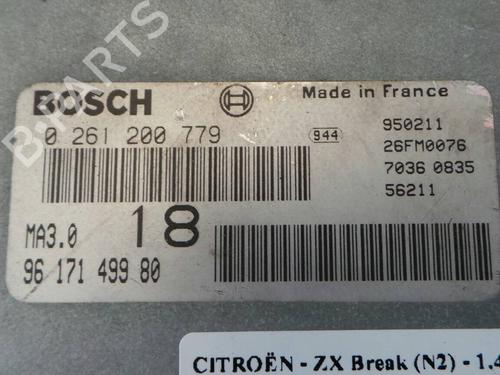 B-PARTS
BOSCH
Made in France
0 261 200 779
944
950211
26FM0076
7036 0835
56211
MA3.0
18
96 171 499 80
CITROËN - ZX Break (N2) - 1.4